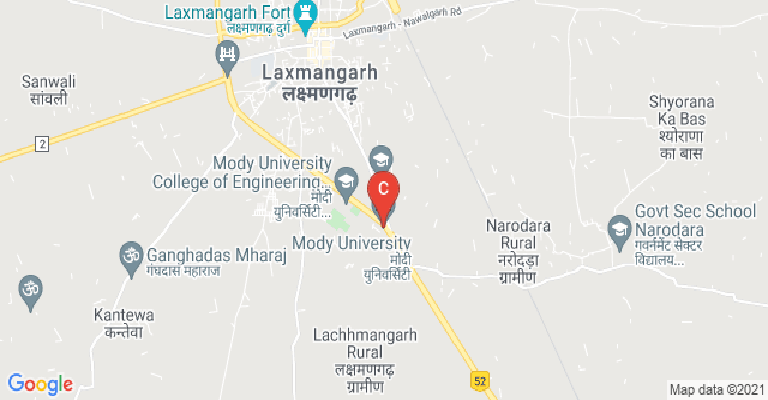 Laxmangarh Fort
लक्ष्मणगढ़ दुर्ग
Laxmangarh - Nawalgarh Rd
Sanwali
सांवली
Laxmangarh
लक्ष्मणगढ़
2
Shyorana
Ka Bas
श्योराणा
का बास
Mody University
College of Engineering...
मोदी
युनिवर्सिटी...
C
Govt Sec School
Narodara
गवर्नमेंट सेक्टर
विद्यालय...
Narodara
Rural
नरोदड़ा
ग्रामीण
Mody University
मोदी
युनिवर्सिटी
Ganghadas Mharaj
गंघदास महाराज
Kantewa
कन्तेवा
Lachhmangarh
Rural
लक्षमणगढ़
ग्रामीण
52
Google
Map data ©2021